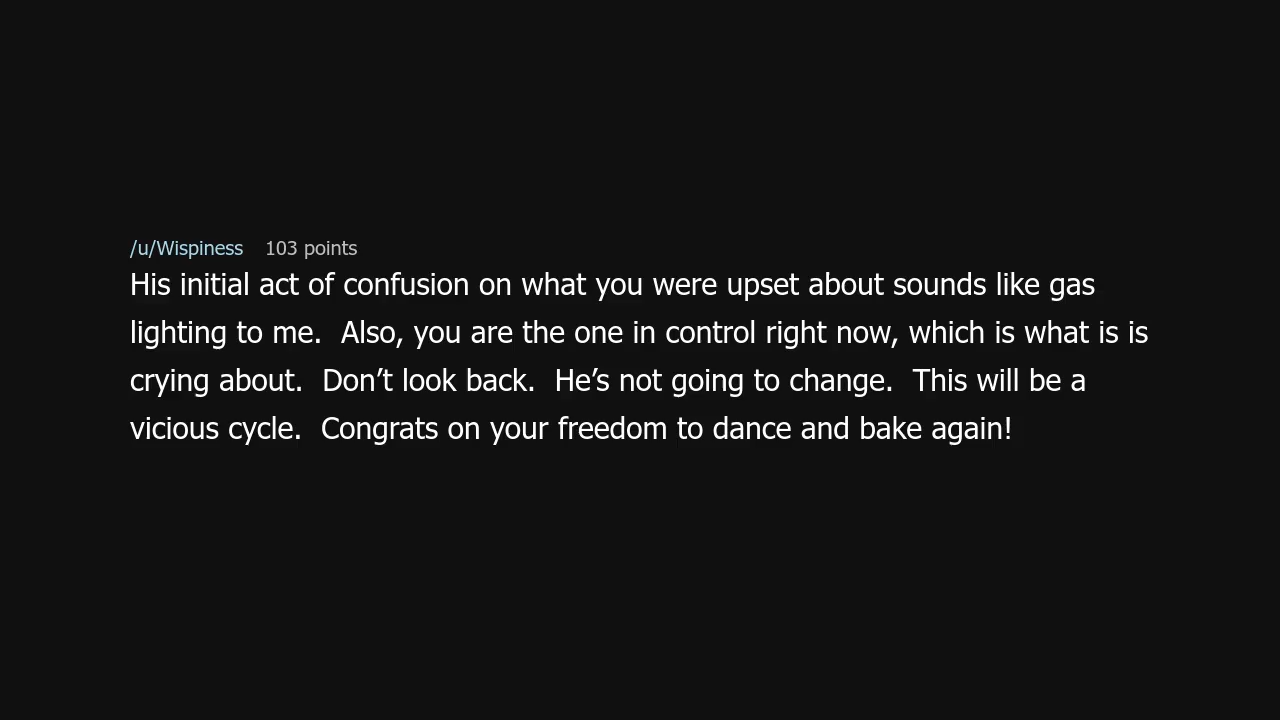 /u/Wispiness 103 points
His initial act of confusion on what you were upset about sounds like gas
lighting to me.  Also, you are the one in control right now, which is what is is
crying about.  Don’t look back.  He’s not going to change.  This will be a
vicious cycle.  Congrats on your freedom to dance and bake again!